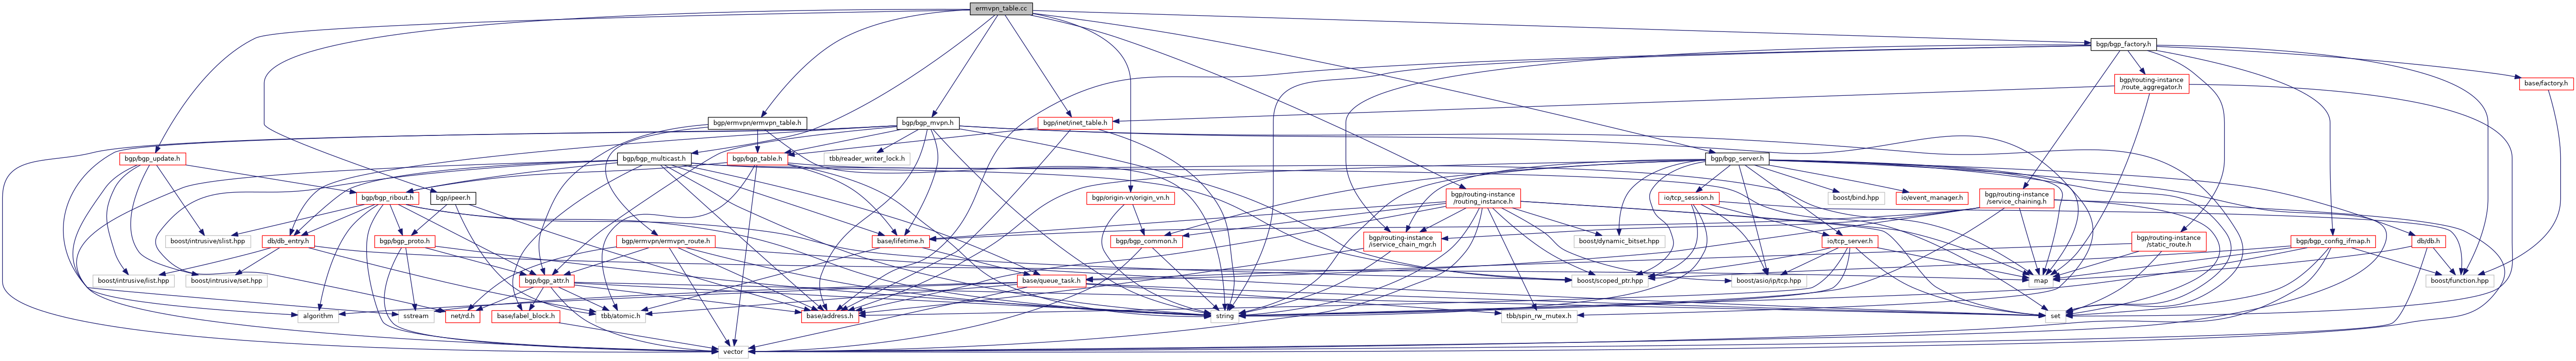 ermvpn_table.cc
bgp/bgp_factory.h
bgp/routing-instance
/route_aggregator.h
base/factory.h
bgp/ermvpn/ermvpn_table.h
bgp/bgp_mvpn.h
bgp/inet/inet_table.h
bgp/bgp_update.h
bgp/bgp_multicast.h
bgp/bgp_table.h
tbb/reader_writer_lock.h
bgp/bgp_server.h
bgp/bgp_ribout.h
bgp/ipeer.h
bgp/origin-vn/origin_vn.h
bgp/routing-instance
/routing_instance.h
io/tcp_session.h
boost/bind.hpp
io/event_manager.h
bgp/routing-instance
/service_chaining.h
boost/intrusive/slist.hpp
db/db_entry.h
bgp/bgp_proto.h
bgp/ermvpn/ermvpn_route.h
base/lifetime.h
bgp/bgp_common.h
bgp/routing-instance
/iservice_chain_mgr.h
boost/dynamic_bitset.hpp
io/tcp_server.h
bgp/routing-instance
/static_route.h
bgp/bgp_config_ifmap.h
db/db.h
boost/intrusive/list.hpp
boost/intrusive/set.hpp
bgp/bgp_attr.h
base/queue_task.h
boost/scoped_ptr.hpp
boost/asio/ip/tcp.hpp
map
boost/function.hpp
algorithm
sstream
net/rd.h
base/label_block.h
tbb/atomic.h
base/address.h
string
tbb/spin_rw_mutex.h
set
vector